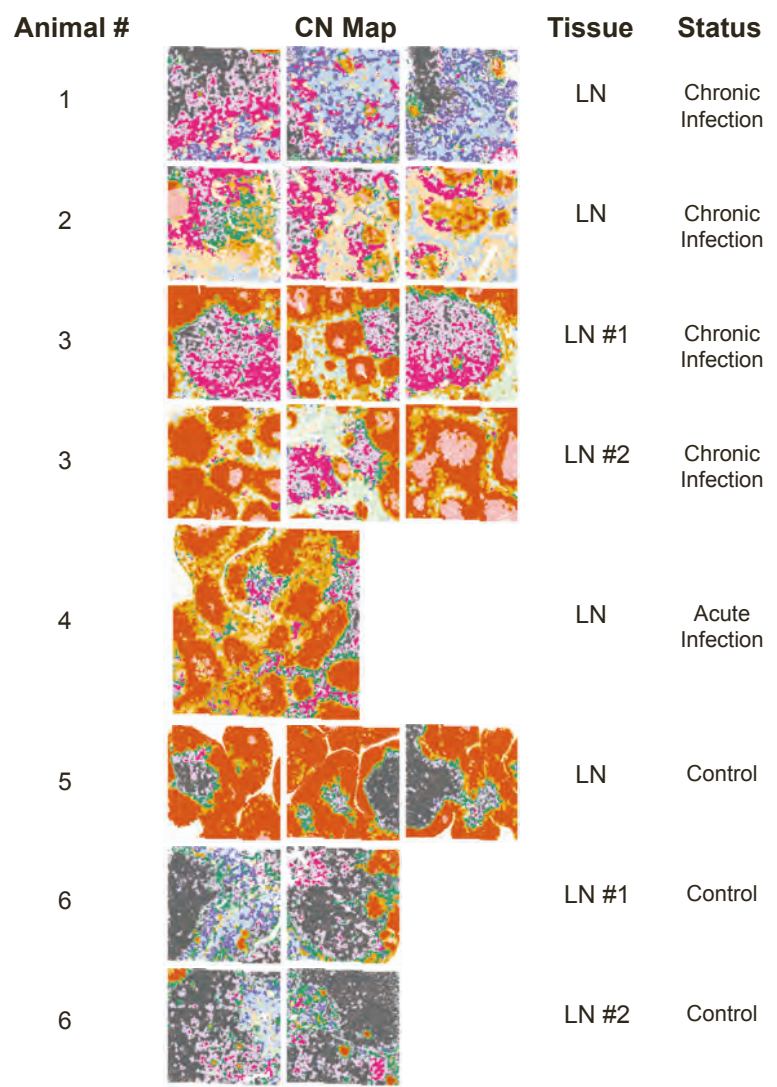 Animal # CN Map Tissue Status
1 LN Chronic
Infection
2 LN Chronic
Infection
3 LN #1 Chronic
Infection
3 LN #2 Chronic
Infection
4 LN Acute
Infection
5 LN Control
6 LN #1 Control
6 LN #2 Control